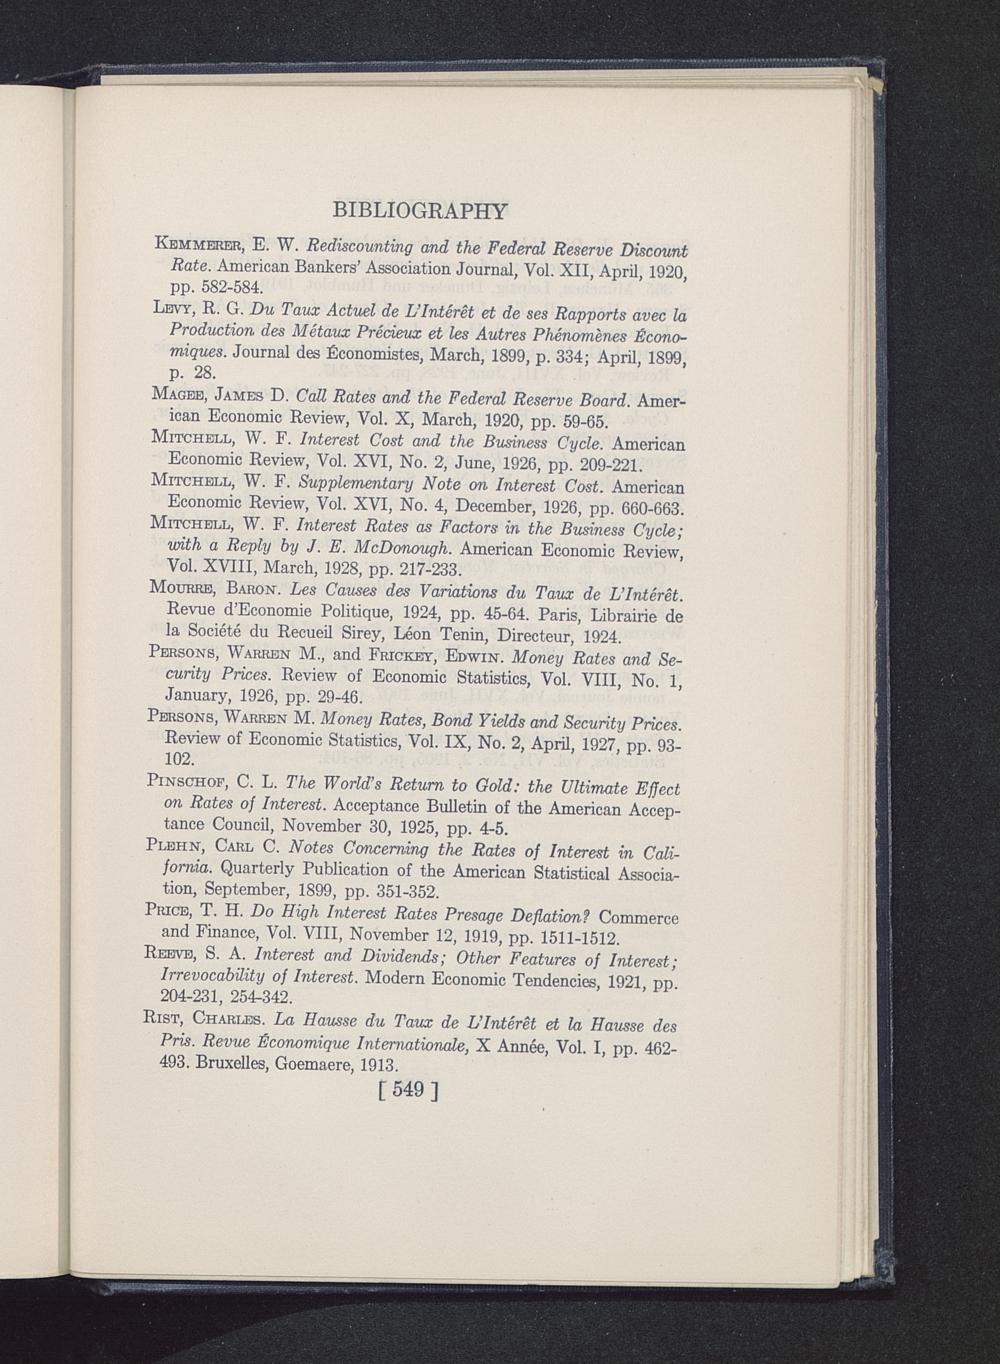 BIBLIOGRAPHY
KEMMERER, E. W. Rediscounting and the Federal Reserve Discount
Rate. American Bankers' Association Journal, Vol. XII, April, 1920,
pp. 582-584.
LEVY, R. G. Du Taux Actuel de L'Intérêt et de ses Rapports avec la
Production des Métaux Précieux et les Autres Phénomènes Écono-
miques. Journal des Économistes, March, 1899, p. 334; April, 1899,
p. 28.
MAGEE, JAMES D. Call Rates and the Federal Reserve Board. Amer-
ican Economic Review, Vol. X, March, 1920, pp. 59-65.
MITCHELL, W. F. Interest Cost and the Business Cycle. American
Economic Review, Vol. XVI, No. 2, June, 1926, pp. 209-221.
MITCHELL, W. F. Supplementary Note on Interest Cost. American
Economic Review, Vol. XVI, No. 4, December, 1926, pp. 660-663.
MITCHELL, W. F. Interest Rates as Factors in the Business Cycle;
with a Reply by J. E. McDonough. American Economic Review,
Vol. XVIII, March, 1928, pp. 217-233.
MOURRE, BARON. Les Causes des Variations du Taux de L'Intérêt.
Revue d'Economie Politique, 1924, pp. 45-64. Paris, Librairie de
la Société du Recueil Sirey, Léon Tenin, Directeur, 1924.
PERSONS, WARREN M., and FRICKEY, EDWIN. Money Rates and Se-
curity Prices. Review of Economic Statistics, Vol. VIII, No. 1,
January, 1926, pp. 29-46.
PERSONS, WARREN M. Money Rates, Bond Yields and Security Prices.
Review of Economic Statistics, Vol. IX, No. 2, April, 1927, pp. 93-
102.
PINSCHOF, C. L. The World's Return to Gold: the Ultimate Effect
on Rates of Interest. Acceptance Bulletin of the American Accep-
tance Council, November 30, 1925, pp. 4-5.
PLEHN, CARL C. Notes Concerning the Rates of Interest in Cali-
fornia. Quarterly Publication of the American Statistical Associa-
tion, September, 1899, pp. 351-352.
PRICE, T. H. Do High Interest Rates Presage Deflation? Commerce
and Finance, Vol. VIII, November 12, 1919, pp. 1511-1512.
REEVE, S. A. Interest and Dividends; Other Features of Interest;
Irrevocability of Interest. Modern Economic Tendencies, 1921, pp.
204-231, 254-342.
RIST, CHARLES. La Hausse du Taux de L'Intérêt et la Hausse des
Pris. Revue Économique Internationale, X Année, Vol. I, pp. 462-
493. Bruxelles, Goemaere, 1913.
[ 549 ]